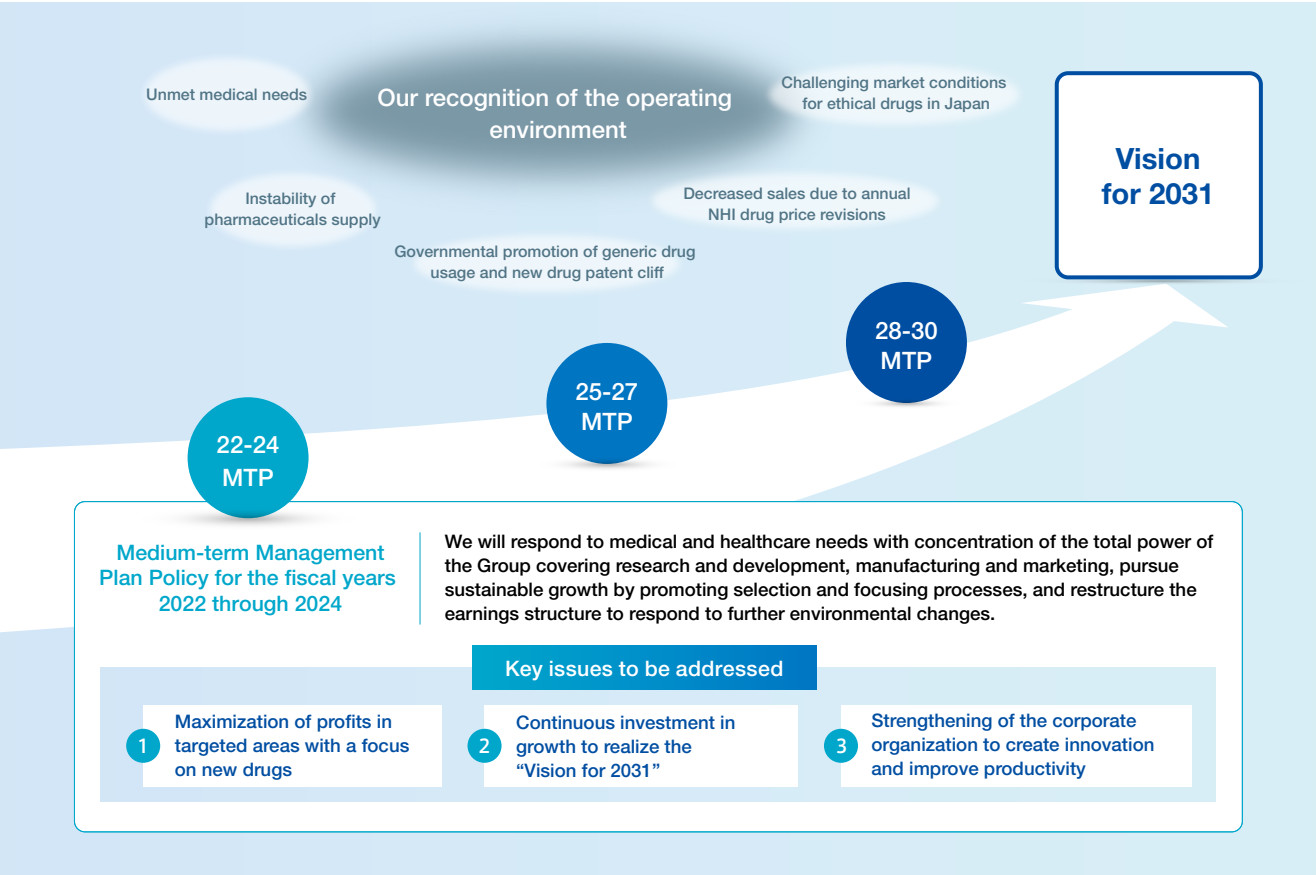 Our recognition of the operating
environment
Unmet medical needs
Challenging market conditions
for ethical drugs in Japan
Instability of
pharmaceuticals supply
Decreased sales due to annual
NHI drug price revisions
Governmental promotion of generic drug
usage and new drug patent cliff
Vision
for 2031
22-24
MTP
25-27
MTP
28-30
MTP
Medium-term Management
Plan Policy for the fiscal years
2022 through 2024
We will respond to medical and healthcare needs with concentration of the total power of
the Group covering research and development, manufacturing and marketing, pursue
sustainable growth by promoting selection and focusing processes, and restructure the
earnings structure to respond to further environmental changes.
Key issues to be addressed
1
Maximization of profits in
targeted areas with a focus
on new drugs
2
Continuous investment in
growth to realize the
“Vision for 2031”
3
Strengthening of the corporate
organization to create innovation
and improve productivity